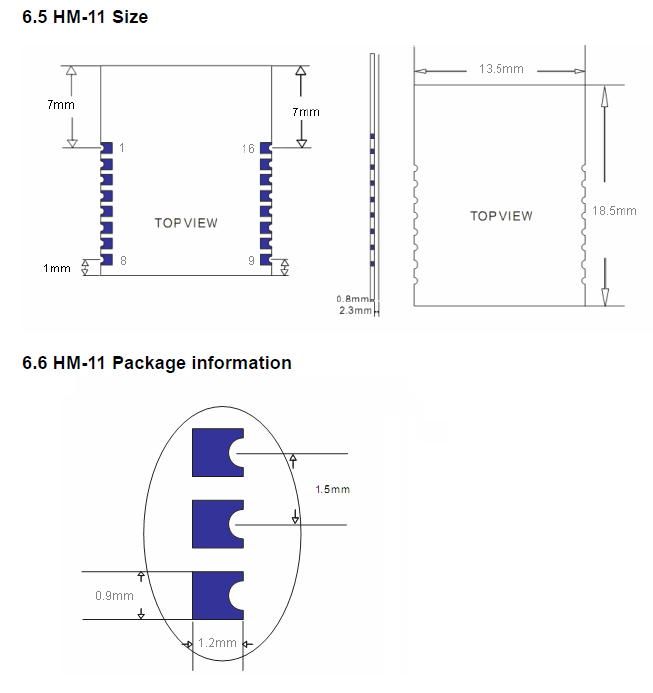 6.5 HM-11 Size
13.5mm
7mm
7mm
1
16
TOPVIEW
TOPVIEW
18.5mm
1mm
8
9
0.8mm
2.3mm
6.6 HM-11 Package information
1.5mm
0.9mm
1.2mm